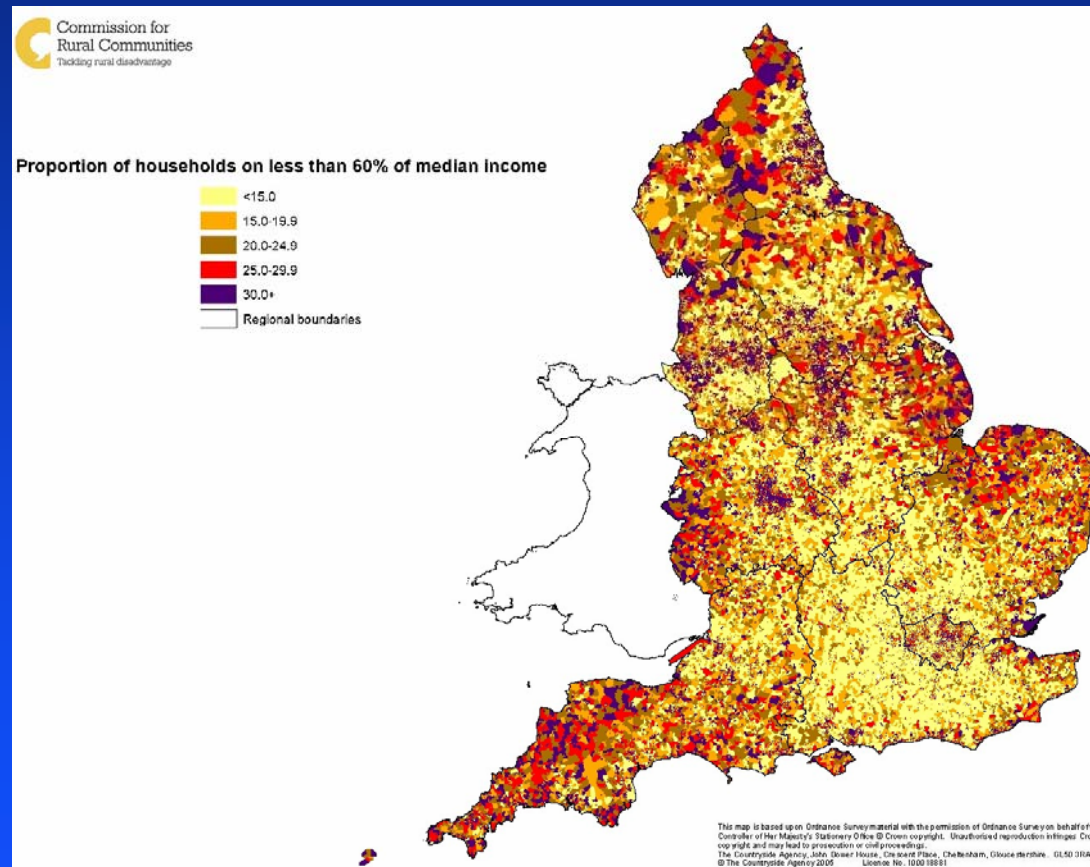 Commission for
Rural Communities
Tackling rural disadvantage
Proportion of households on less than 60% of median income
<15.0
15.0-19.9
20.0-24.9
25.0-29.9
30.0+
Regional boundaries
This map is based upon Ordnance Survey material with the permission of Ordnance Survey on behalf of
Controller of Her Majesty's Stationery Office © Crown copyright. Unauthorised reproduction infringes Cro
copyright and may lead to prosecution or civil proceedings.
The Countryside Agency, John Dower House, Crescent Place, Cheltenham, Gloucestershire. GL50 3RA
© The Countryside Agency 2005 Licence No.